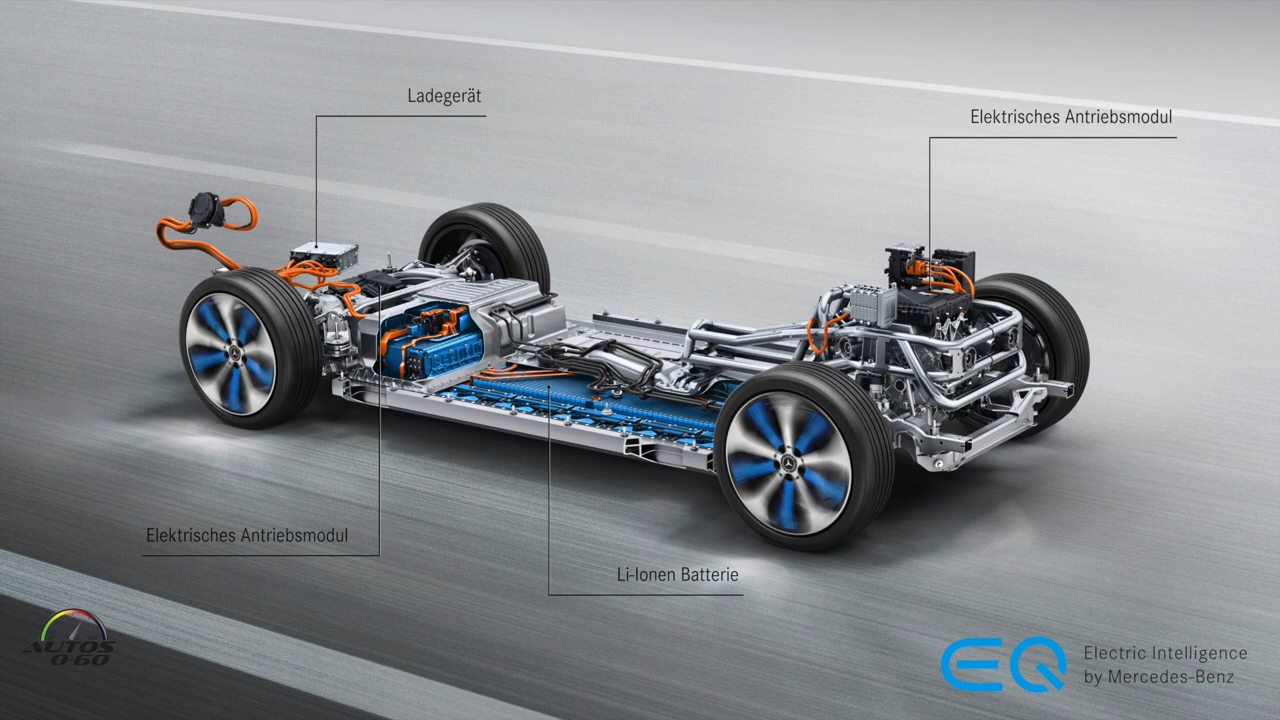 Ladegerät
Elektrisches Antriebsmodul
Elektrisches Antriebsmodul
Li-Ionen Batterie
AUTOS
0-60
EQ
Electric Intelligence
by Mercedes-Benz